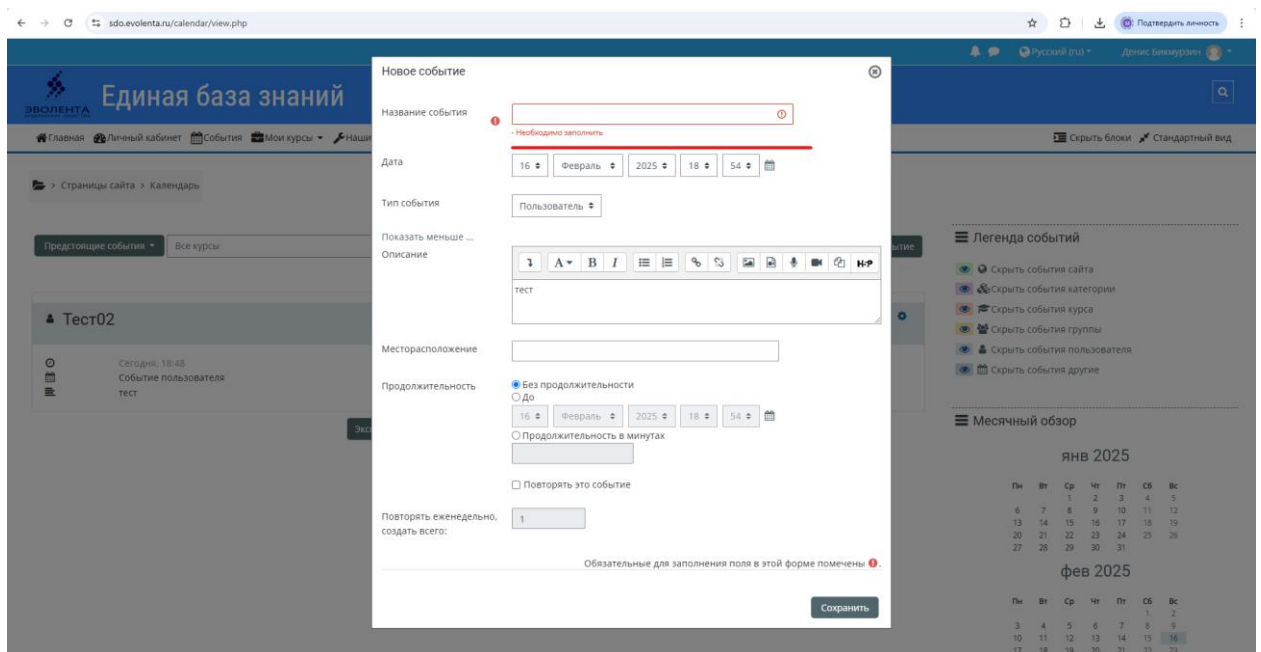 sdo.evolenta.ru/calendar/view.php
Подтвердить личность
Русский (ru)
Денис Бикмурзин
ЭВОЛЕНТА
Единая база знаний
Главная Личный кабинет События Мои курсы Наши
Скрыть блоки Стандартный вид
Страницы сайта > Календарь
Предстоящие события
Все курсы
Тест02
Сегодня, 18:48
Событие пользователя
тест
Новое событие
Название события
- Необходимо заполнить
Дата
16 Февраль 2025 18 54
Тип события
Пользователь
Показать меньше ...
Описание
A B I H-P
тест
Месторасположение
Продолжительность
Без продолжительности
До
16 Февраль 2025 18 54
Продолжительность в минутах
Повторять это событие
Повторять еженедельно,
создать всего:
1
Обязательные для заполнения поля в этой форме помечены .
Сохранить
Легенда событий
Скрыть события сайта
Скрыть события категории
Скрыть события курса
Скрыть события группы
Скрыть события пользователя
Скрыть события другие
Месячный обзор
янв 2025
Пн Вт Ср Чт Пт Сб Вс
1 2 3 4 5
6 7 8 9 10 11 12
13 14 15 16 17 18 19
20 21 22 23 24 25 26
27 28 29 30 31
фев 2025
Пн Вт Ср Чт Пт Сб Вс
1 2
3 4 5 6 7 8 9
10 11 12 13 14 15 16
17 18 19 20 21 22 23